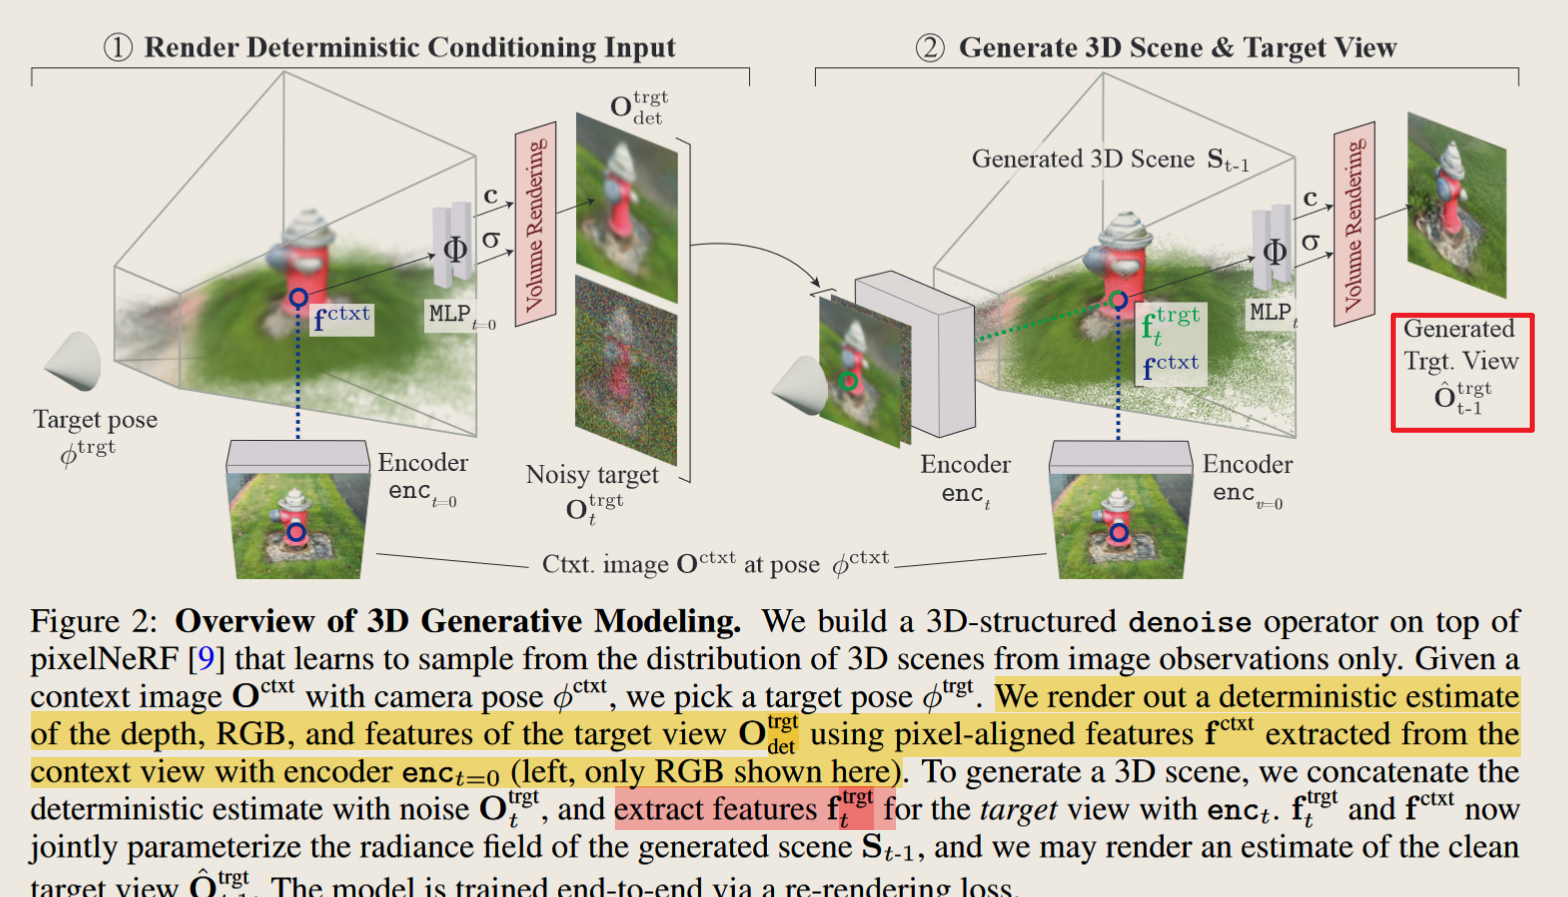 ① Render Deterministic Conditioning Input
② Generate 3D Scene & Target View
O^trgt_det
Generated 3D Scene S_t-1
c
σ
Φ
MLP_t=0
Volume Rendering
f^ctxt
Target pose
ϕ^trgt
Encoder
enc_t=0
Noisy target
O^trgt_t
c
σ
Φ
MLP_t
Volume Rendering
f^trgt_t
f^ctxt
Generated
Trgt. View
Ô^trgt_t-1
Encoder
enc_t
Encoder
enc_v=0
Ctxt. image O^ctxt at pose ϕ^ctxt
Figure 2: Overview of 3D Generative Modeling. We build a 3D-structured denoise operator on top of
pixelNeRF [9] that learns to sample from the distribution of 3D scenes from image observations only. Given a
context image O^ctxt with camera pose ϕ^ctxt, we pick a target pose ϕ^trgt. We render out a deterministic estimate
of the depth, RGB, and features of the target view O^trgt_det using pixel-aligned features f^ctxt extracted from the
context view with encoder enc_t=0 (left, only RGB shown here). To generate a 3D scene, we concatenate the
deterministic estimate with noise O^trgt_t, and extract features f^trgt_t for the target view with enc_t. f^trgt_t and f^ctxt now
jointly parameterize the radiance field of the generated scene S_t-1, and we may render an estimate of the clean
target view Ô^trgt_t-1. The model is trained end-to-end via a re-rendering loss.